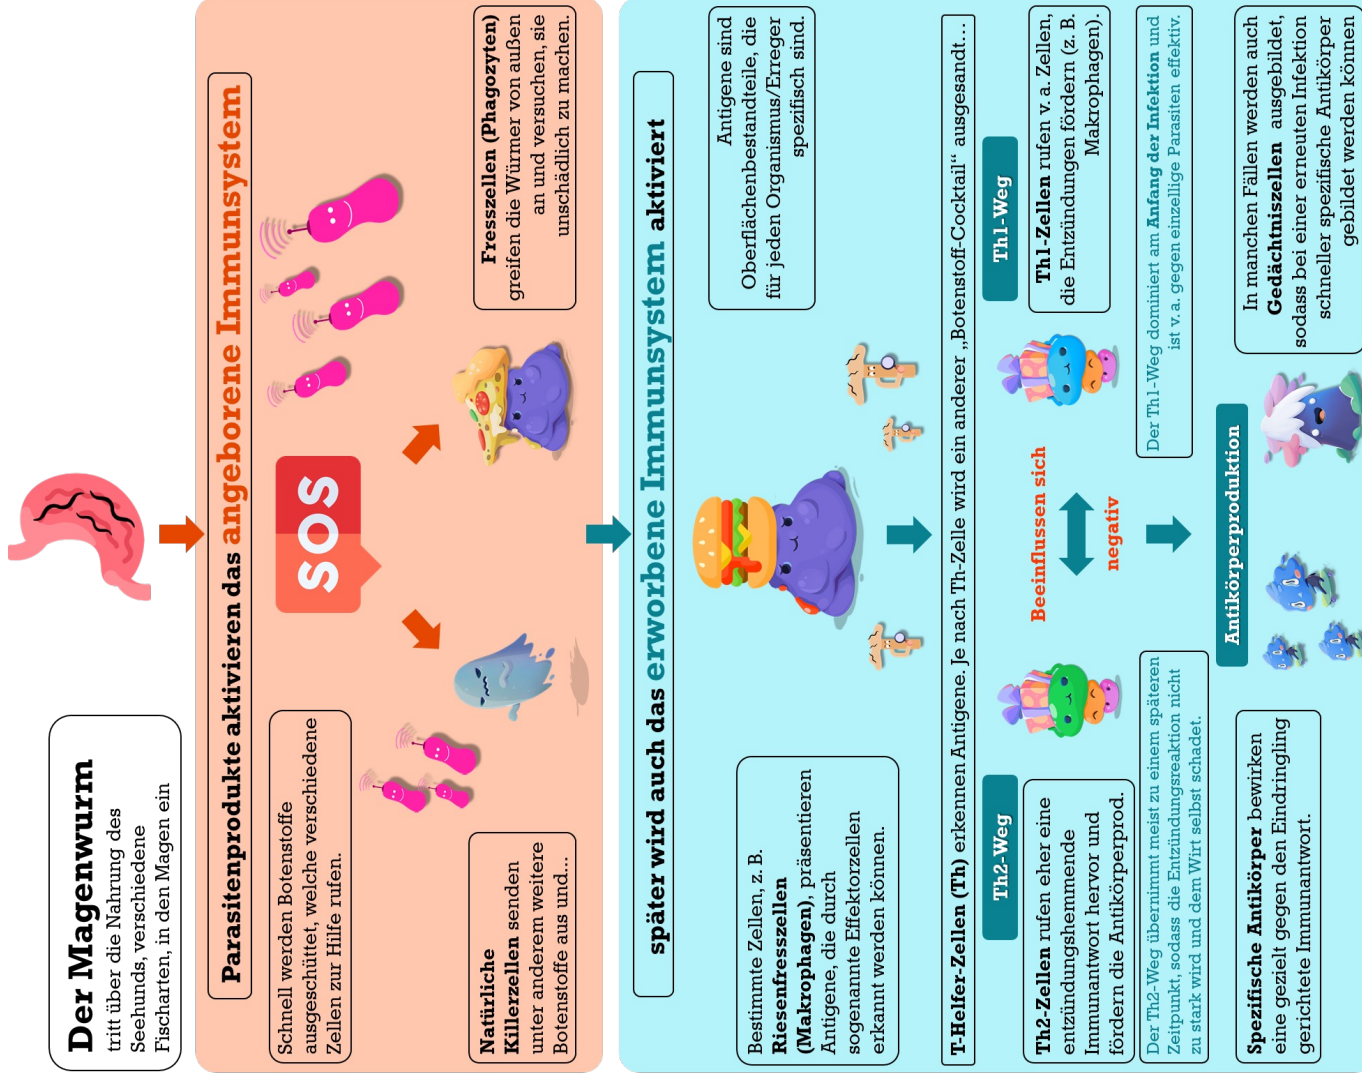 Der Magenwurm
tritt über die Nahrung des
Seehunds, verschiedene
Fischarten, in den Magen ein
Parasitenprodukte aktivieren das angeborene Immunsystem
Schnell werden Botenstoffe
ausgeschüttet, welche verschiedene
Zellen zur Hilfe rufen.
SOS
Natürliche
Killerzellen senden
unter anderem weitere
Botenstoffe aus und...
Fresszellen (Phagozyten)
greifen die Würmer von außen
an und versuchen, sie
unschädlich zu machen.
später wird auch das erworbene Immunsystem aktiviert
Bestimmte Zellen, z. B.
Riesenfresszellen
(Makrophagen), präsentieren
Antigene, die durch
sogenannte Effektorzellen
erkannt werden können.
Antigene sind
Oberflächenbestandteile, die
für jeden Organismus/Erreger
spezifisch sind.
T-Helfer-Zellen (Th) erkennen Antigene. Je nach Th-Zelle wird ein anderer „Botenstoff-Cocktail“ ausgesandt...
Th2-Weg
Th2-Zellen rufen eher eine
entzündungshemmende
Immunantwort hervor und
fördern die Antikörperprod.
Der Th2-Weg übernimmt meist zu einem späteren
Zeitpunkt, sodass die Entzündungsreaktion nicht
zu stark wird und dem Wirt selbst schadet.
Beeinflussen sich
negativ
Th1-Weg
Th1-Zellen rufen v. a. Zellen,
die Entzündungen fördern (z. B.
Makrophagen).
Der Th1-Weg dominiert am Anfang der Infektion und
ist v. a. gegen einzellige Parasiten effektiv.
Antikörperproduktion
Spezifische Antikörper bewirken
eine gezielt gegen den Eindringling
gerichtete Immunantwort.
In manchen Fällen werden auch
Gedächtniszellen ausgebildet,
sodass bei einer erneuten Infektion
schneller spezifische Antikörper
gebildet werden können